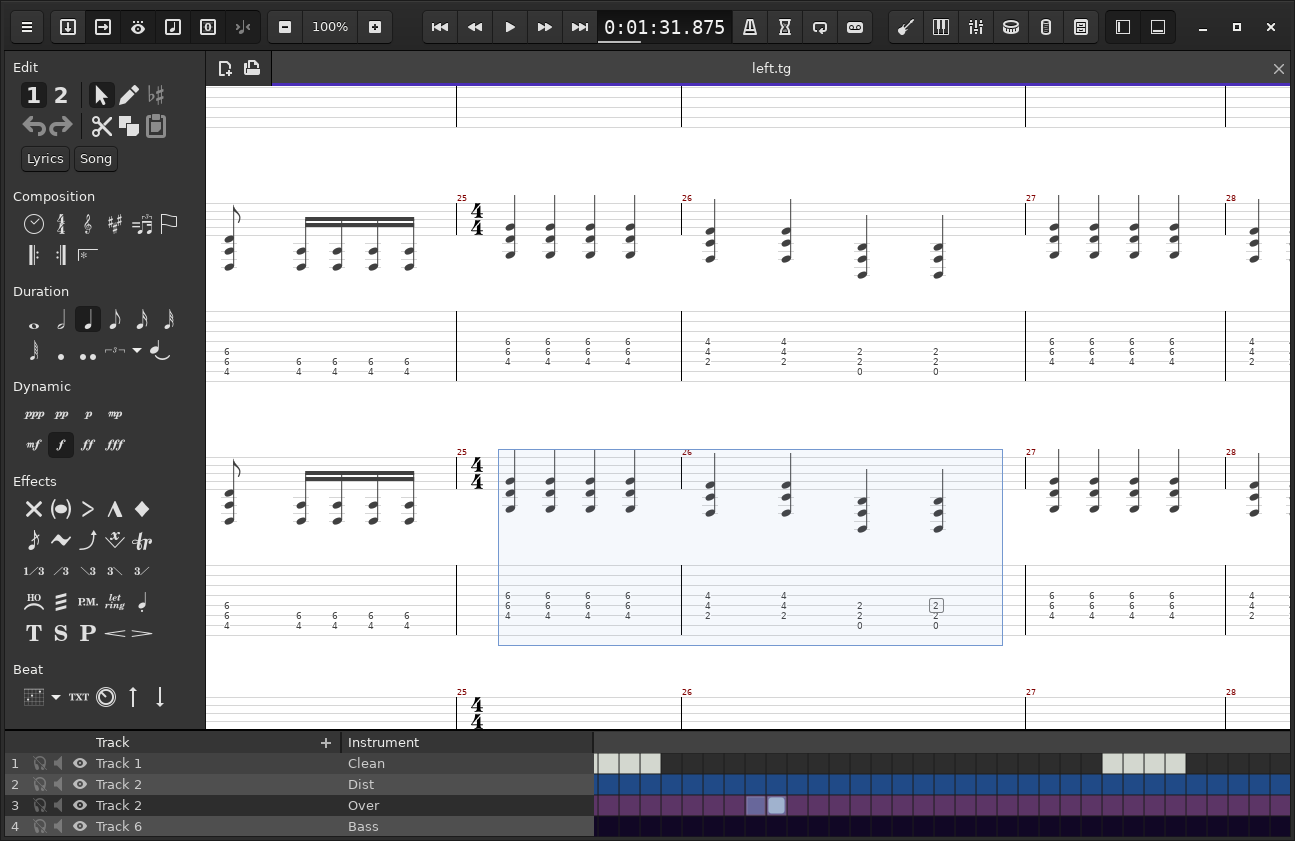 100%
0:01:31.875
Edit
left.tg
1 2
Lyrics Song
Composition
Duration
Dynamic
ppp pp p mp
mf f ff fff
Effects
1/3 /3 \3 3\ 3/
HO P.M. let ring
T S P
Beat
TXT
25 4 4 26 27 28
6 6 4 6 4 6 4 6 4 6 4
6 6 4 6 6 4 6 6 4 6 6 4
4 4 2 4 4 2 2 2 0 2 2 0
6 6 4 6 6 4 6 6 4 6 6 4
4 4 2
25 4 4 26 27 28
6 6 4 6 4 6 4 6 4 6 4
6 6 4 6 6 4 6 6 4 6 6 4
4 4 2 4 4 2 2 2 0 2 2 0
6 6 4 6 6 4 6 6 4 6 6 4
4 4 2
25 4 4 26 27 28
Track + Instrument
1 Track 1 Clean
2 Track 2 Dist
3 Track 2 Over
4 Track 6 Bass